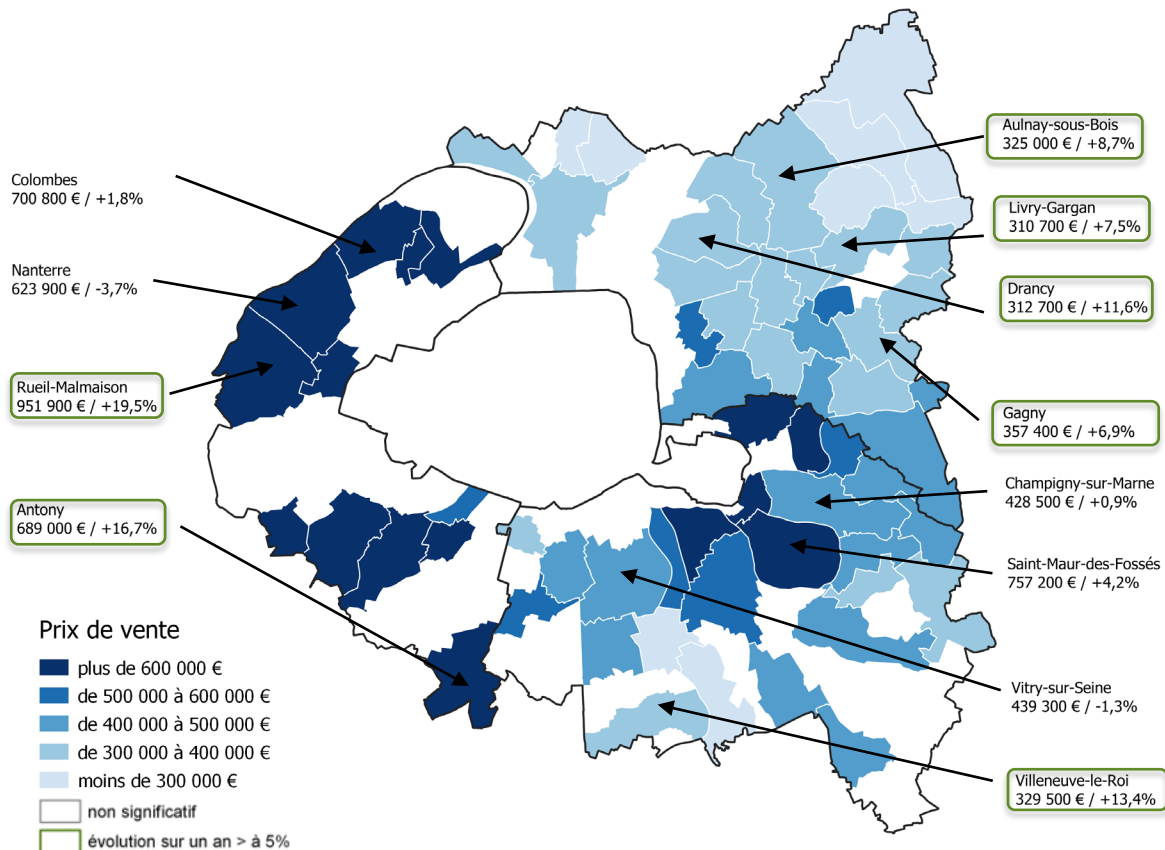 Colombes
700 800 € / +1,8%
Nanterre
623 900 € / -3,7%
Rueil-Malmaison
951 900 € / +19,5%
Antony
689 000 € / +16,7%
Aulnay-sous-Bois
325 000 € / +8,7%
Livry-Gargan
310 700 € / +7,5%
Drancy
312 700 € / +11,6%
Gagny
357 400 € / +6,9%
Champigny-sur-Marne
428 500 € / +0,9%
Saint-Maur-des-Fossés
757 200 € / +4,2%
Vitry-sur-Seine
439 300 € / -1,3%
Villeneuve-le-Roi
329 500 € / +13,4%
Prix de vente
plus de 600 000 €
de 500 000 à 600 000 €
de 400 000 à 500 000 €
de 300 000 à 400 000 €
moins de 300 000 €
non significatif
évolution sur un an > à 5%